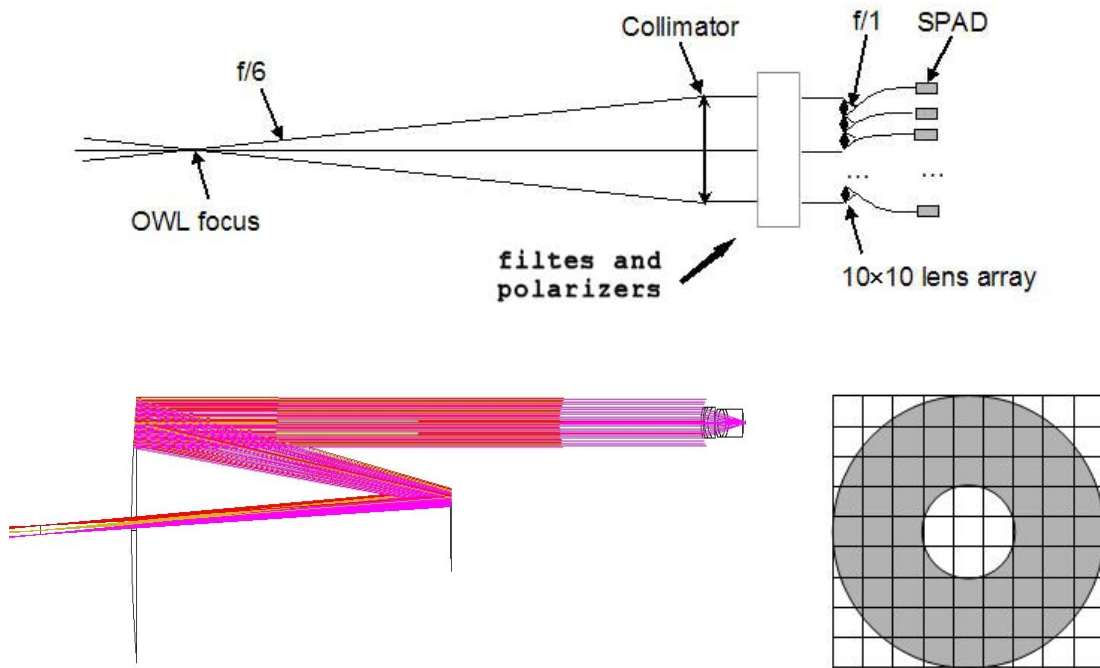 f/1
SPAD
Collimator
f/6
OWL focus
...
...
filtes and
polarizers
10×10 lens array